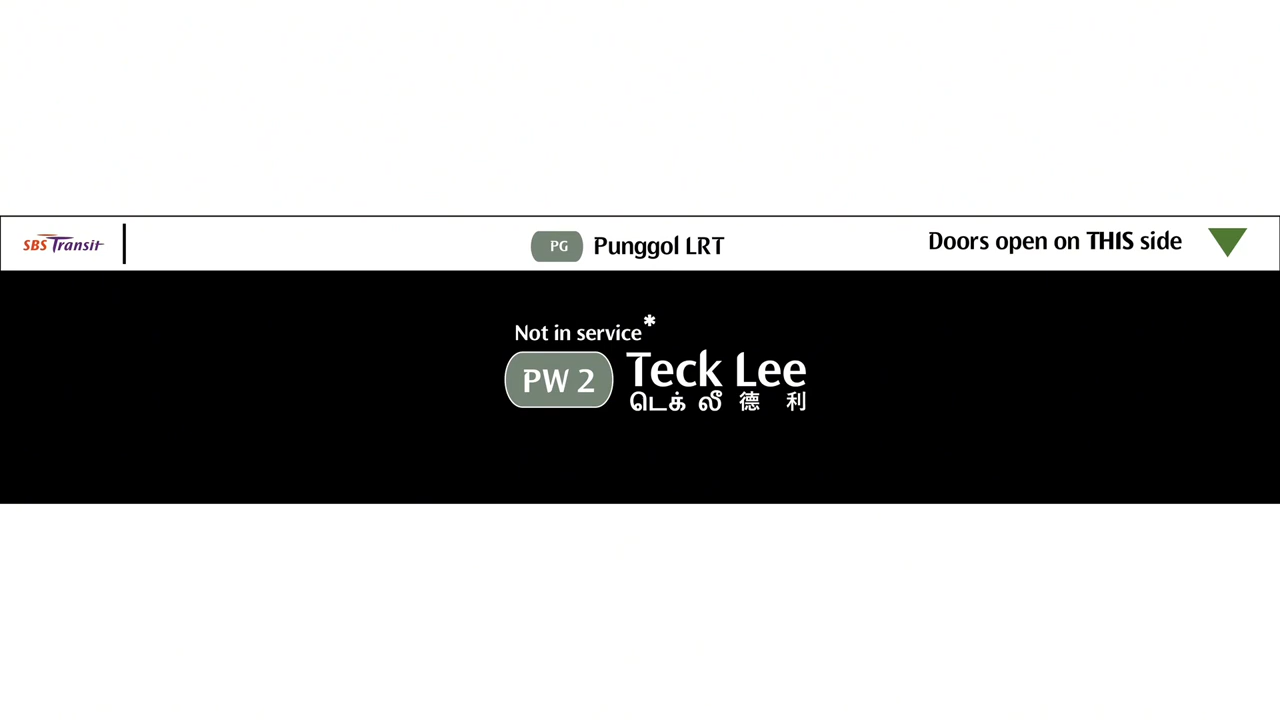 SBS Transit
PG Punggol LRT
Doors open on THIS side
Not in service*
PW 2 Teck Lee
டெக் லீ 德 利